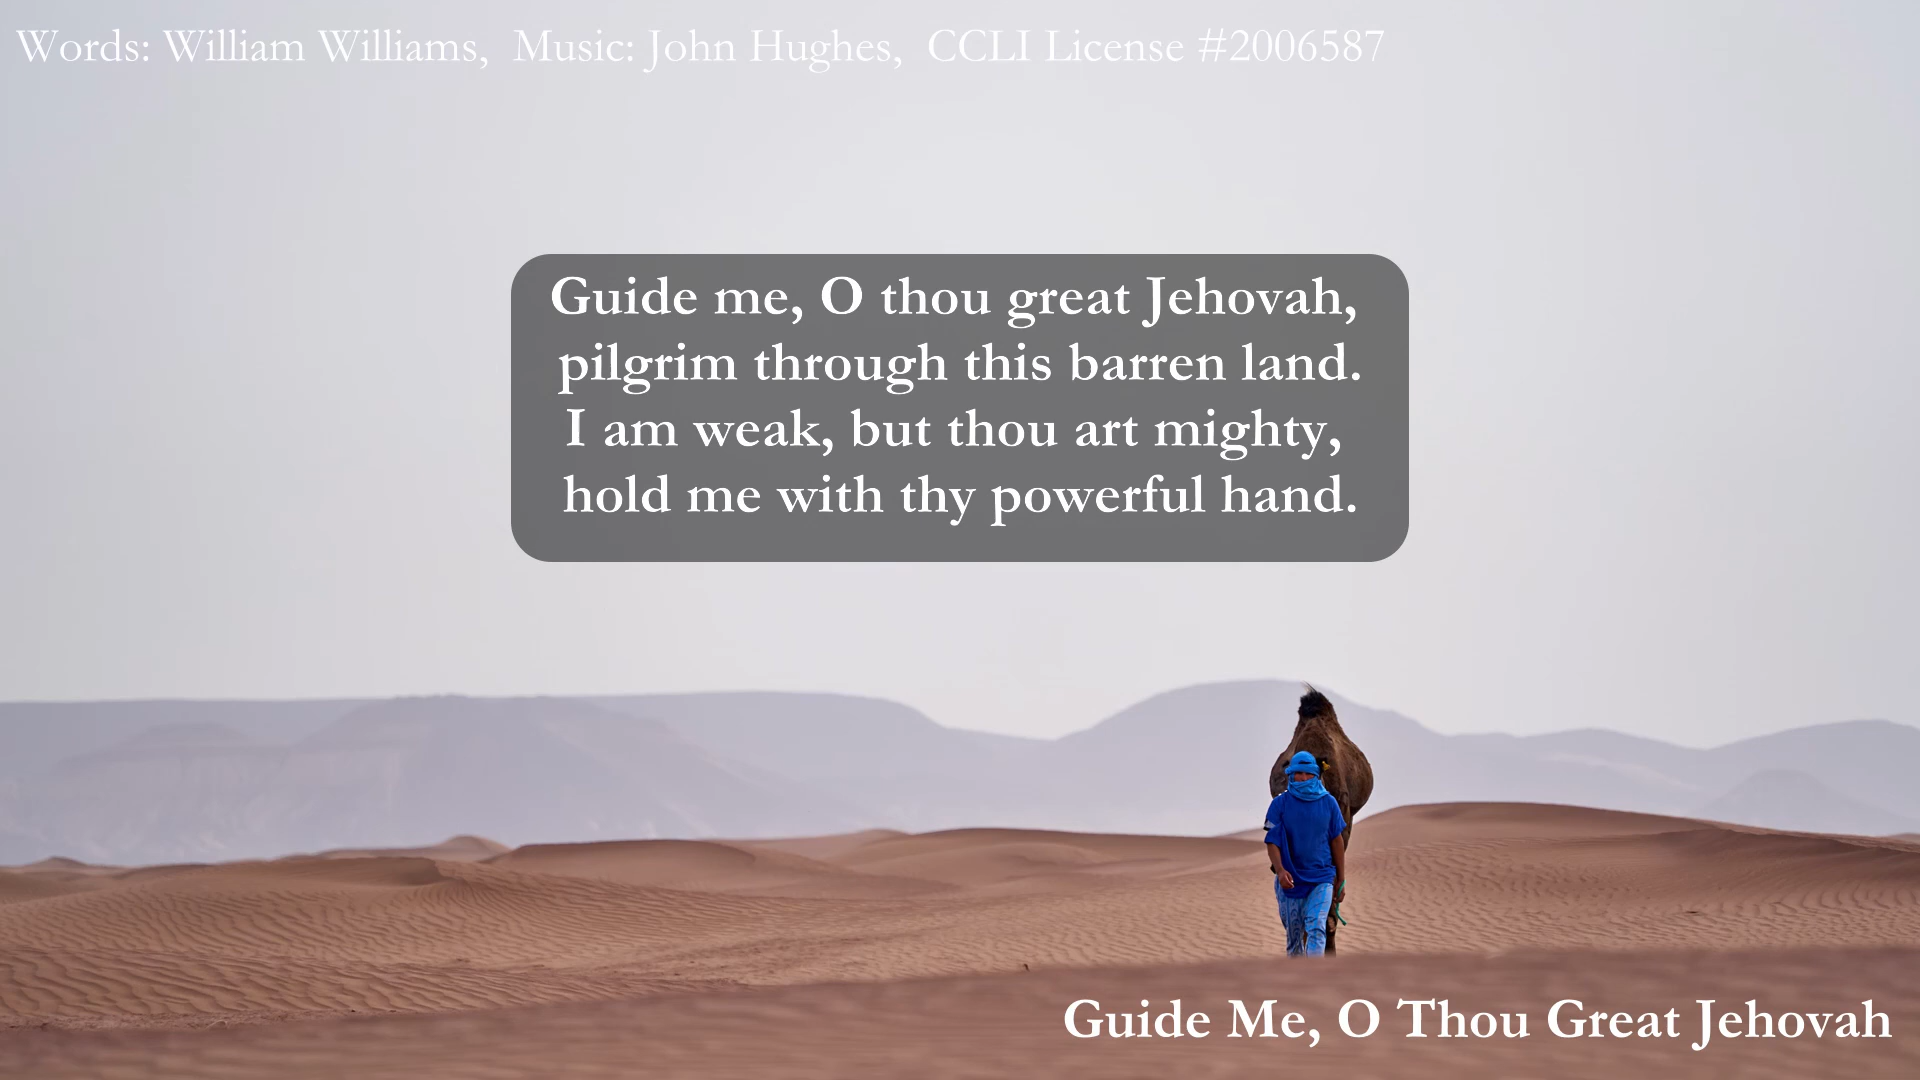 Words: William Williams, Music: John Hughes, CCLI License #2006587
Guide me, O thou great Jehovah,
pilgrim through this barren land.
I am weak, but thou art mighty,
hold me with thy powerful hand.
Guide Me, O Thou Great Jehovah